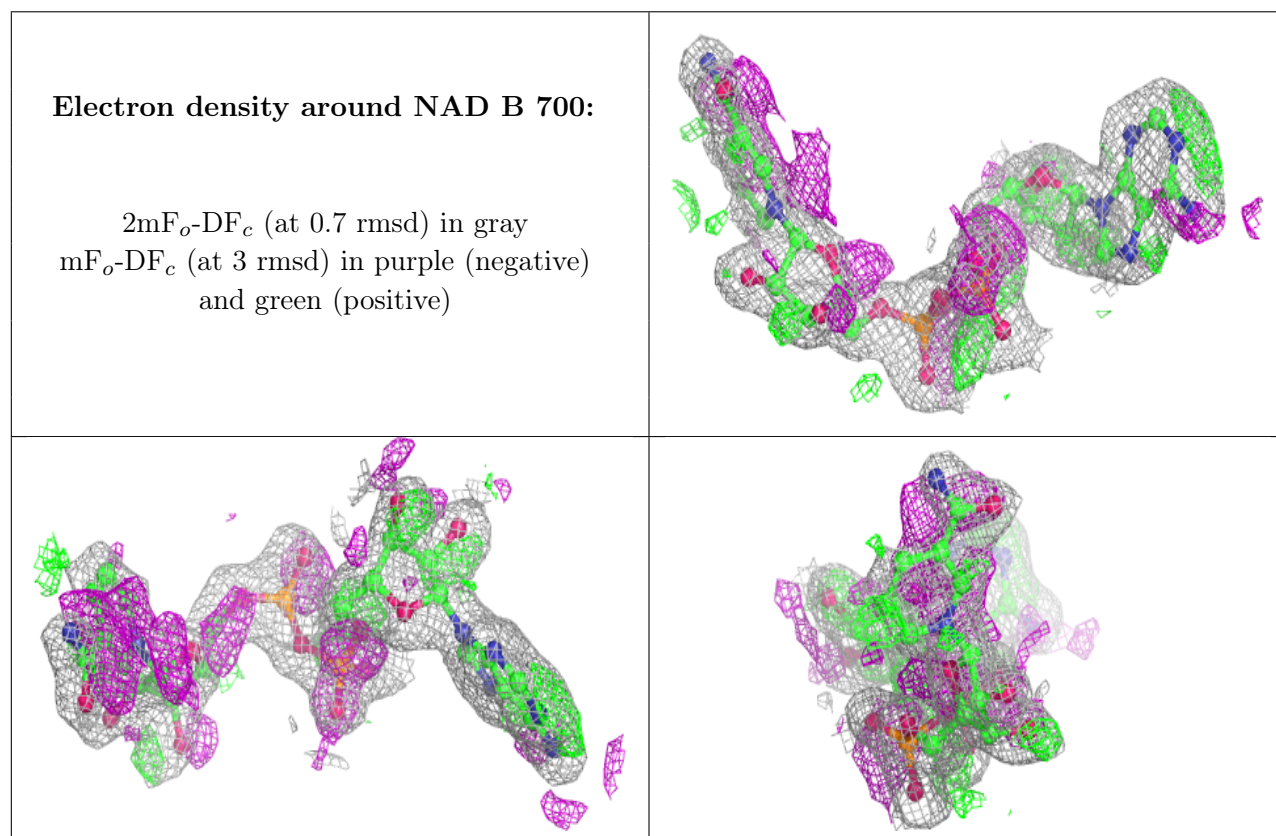 Electron density around NAD B 700:
2mFₒ-DF𝒸 (at 0.7 rmsd) in gray
mFₒ-DF𝒸 (at 3 rmsd) in purple (negative)
and green (positive)